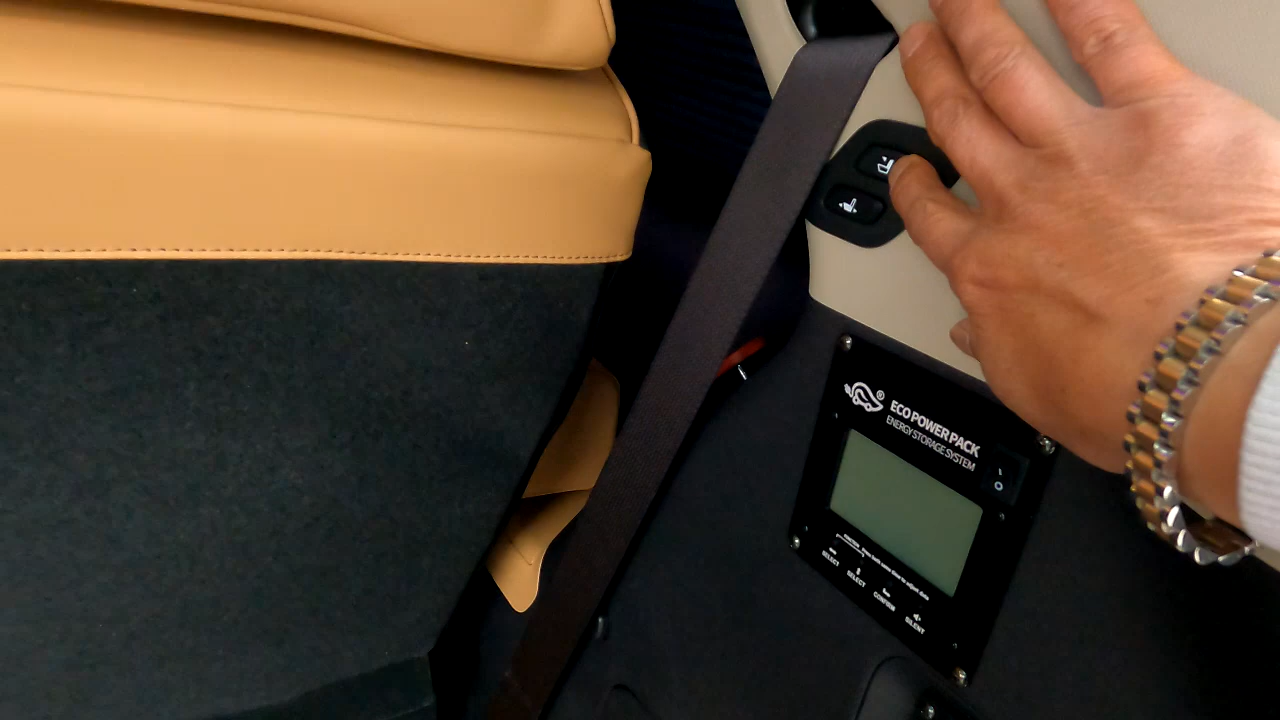 ®
ECO POWER PACK
ENERGY STORAGE SYSTEM
SELECT
SELECT
CONFIRM
SILENT